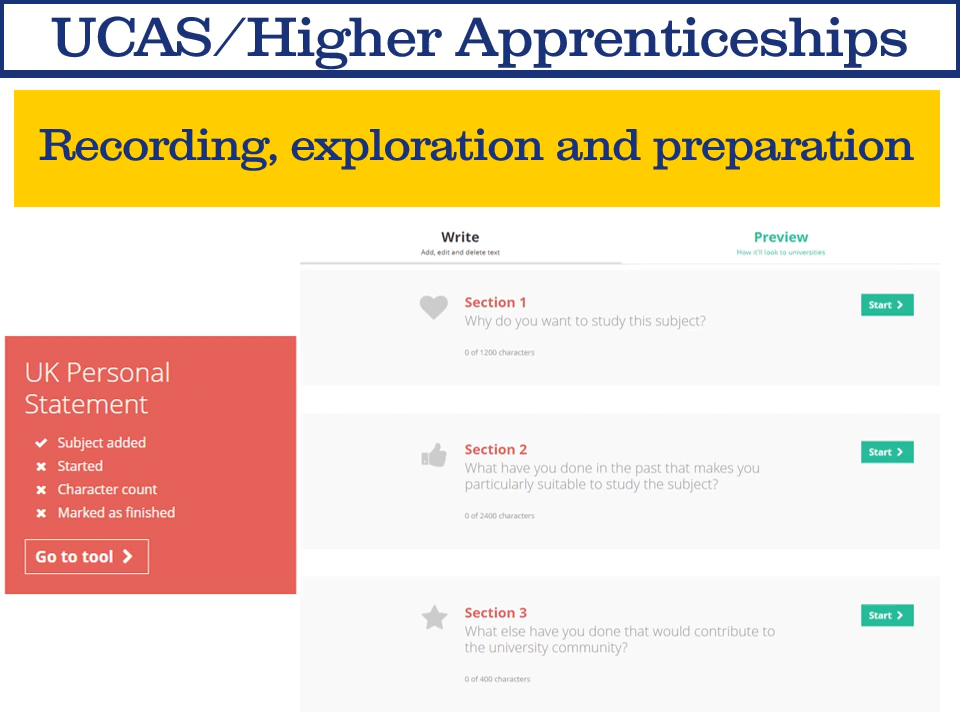 UCAS/Higher Apprenticeships
Recording, exploration and preparation
Write
Add, edit and delete text
Preview
How it'll look to universities
UK Personal
Statement
Subject added
Started
Character count
Marked as finished
Go to tool
Section 1
Why do you want to study this subject?
0 of 1200 characters
Start
Section 2
What have you done in the past that makes you
particularly suitable to study the subject?
0 of 2400 characters
Start
Section 3
What else have you done that would contribute to
the university community?
0 of 400 characters
Start